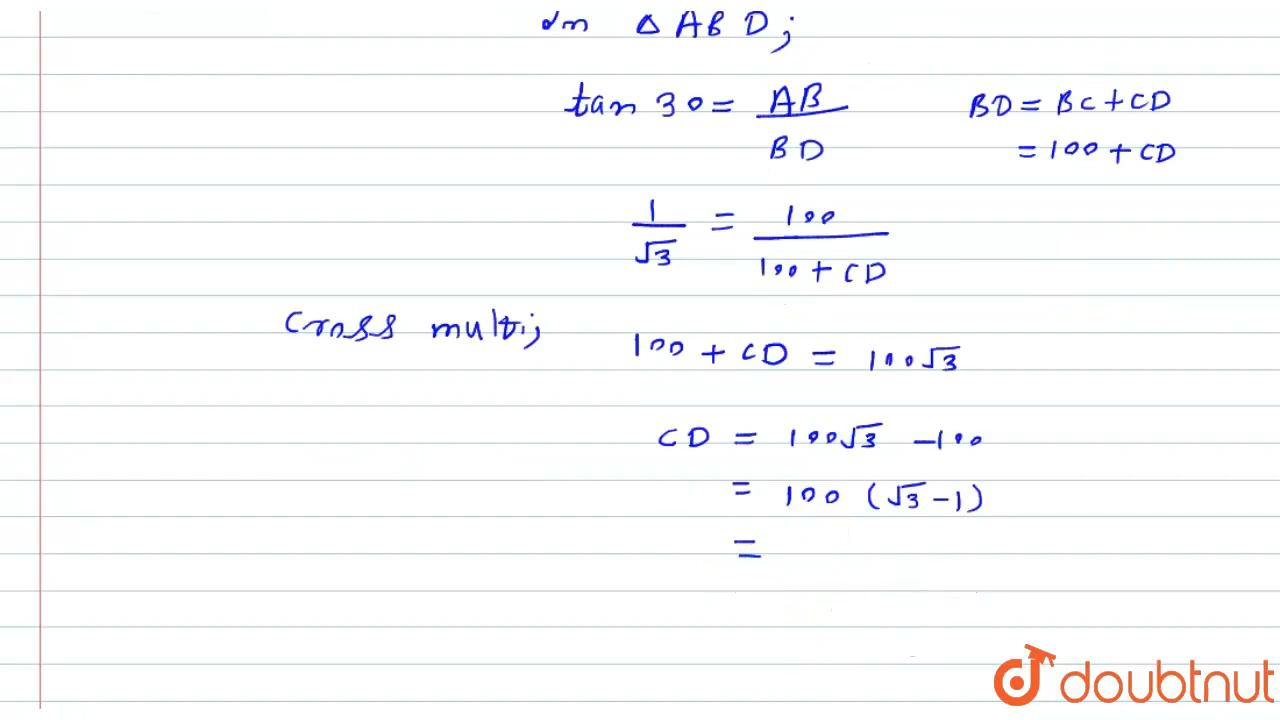 In △ABD;
tan 30 = AB/BD
BD = BC + CD
= 100 + CD
1/√3 = 100/(100 + CD)
Cross multi;
100 + CD = 100√3
CD = 100√3 - 100
= 100 (√3 - 1)
=
doubtnut